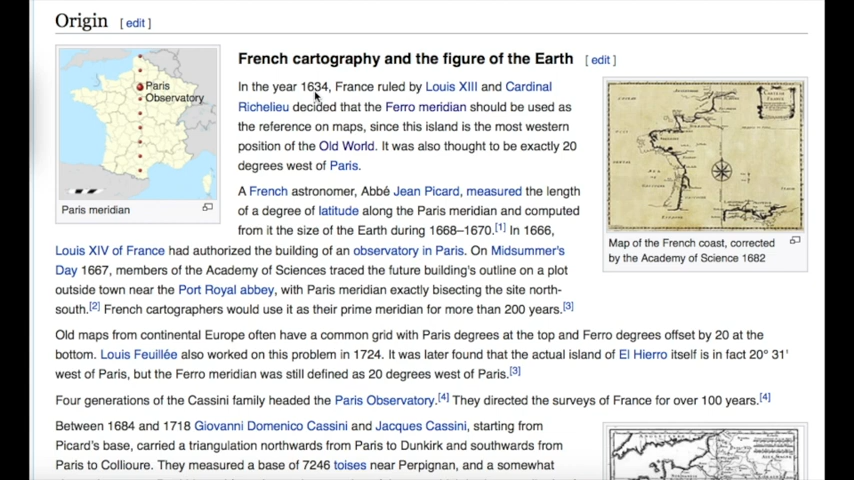 Origin [ edit ]
Paris
Observatory
Paris meridian
French cartography and the figure of the Earth [ edit ]
In the year 1634, France ruled by Louis XIII and Cardinal
Richelieu decided that the Ferro meridian should be used as
the reference on maps, since this island is the most western
position of the Old World. It was also thought to be exactly 20
degrees west of Paris.
A French astronomer, Abbé Jean Picard, measured the length
of a degree of latitude along the Paris meridian and computed
from it the size of the Earth during 1668–1670.[1] In 1666,
Louis XIV of France had authorized the building of an observatory in Paris. On Midsummer's
Day 1667, members of the Academy of Sciences traced the future building's outline on a plot
outside town near the Port Royal abbey, with Paris meridian exactly bisecting the site north-
south.[2] French cartographers would use it as their prime meridian for more than 200 years.[3]
Map of the French coast, corrected
by the Academy of Science 1682
Old maps from continental Europe often have a common grid with Paris degrees at the top and Ferro degrees offset by 20 at the
bottom. Louis Feuillée also worked on this problem in 1724. It was later found that the actual island of El Hierro itself is in fact 20° 31'
west of Paris, but the Ferro meridian was still defined as 20 degrees west of Paris.[3]
Four generations of the Cassini family headed the Paris Observatory.[4] They directed the surveys of France for over 100 years.[4]
Between 1684 and 1718 Giovanni Domenico Cassini and Jacques Cassini, starting from
Picard's base, carried a triangulation northwards from Paris to Dunkirk and southwards from
Paris to Collioure. They measured a base of 7246 toises near Perpignan, and a somewhat